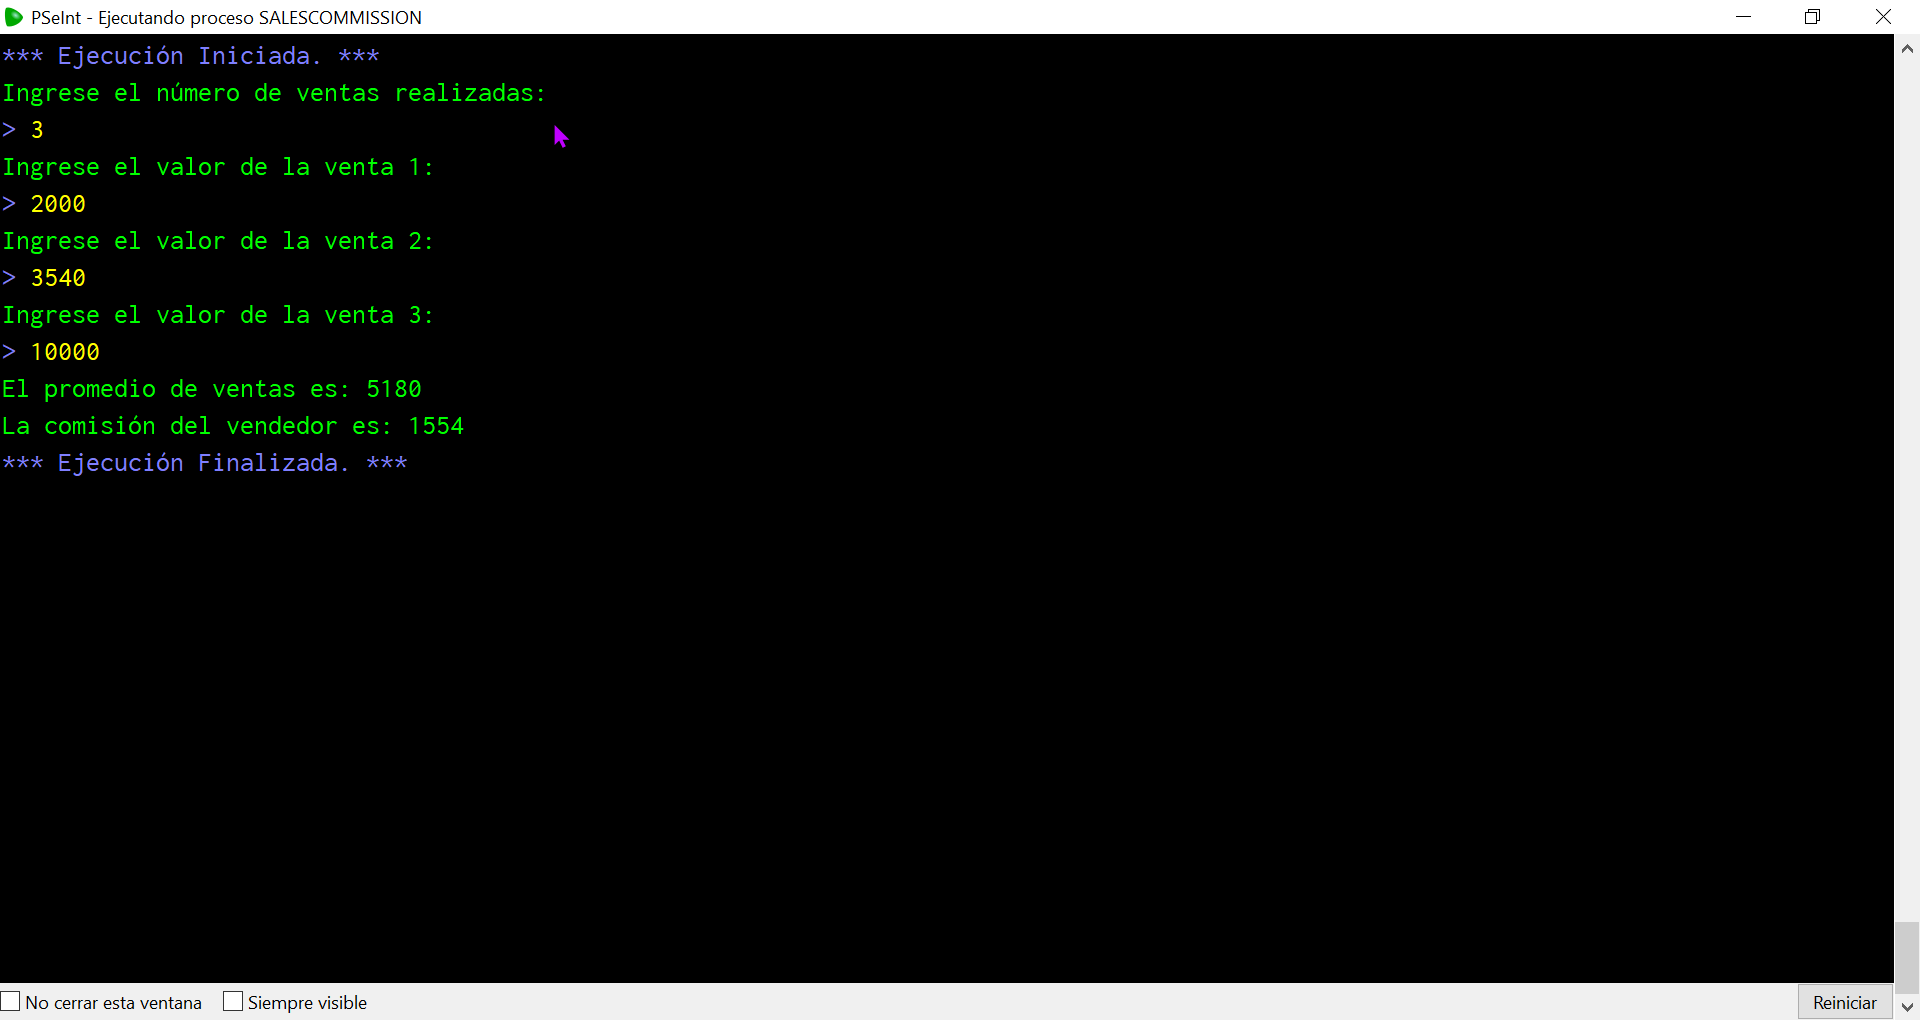 PSeInt - Ejecutando proceso SALESCOMMISSION
*** Ejecución Iniciada. ***
Ingrese el número de ventas realizadas:
> 3
Ingrese el valor de la venta 1:
> 2000
Ingrese el valor de la venta 2:
> 3540
Ingrese el valor de la venta 3:
> 10000
El promedio de ventas es: 5180
La comisión del vendedor es: 1554
*** Ejecución Finalizada. ***
No cerrar esta ventana Siempre visible Reiniciar